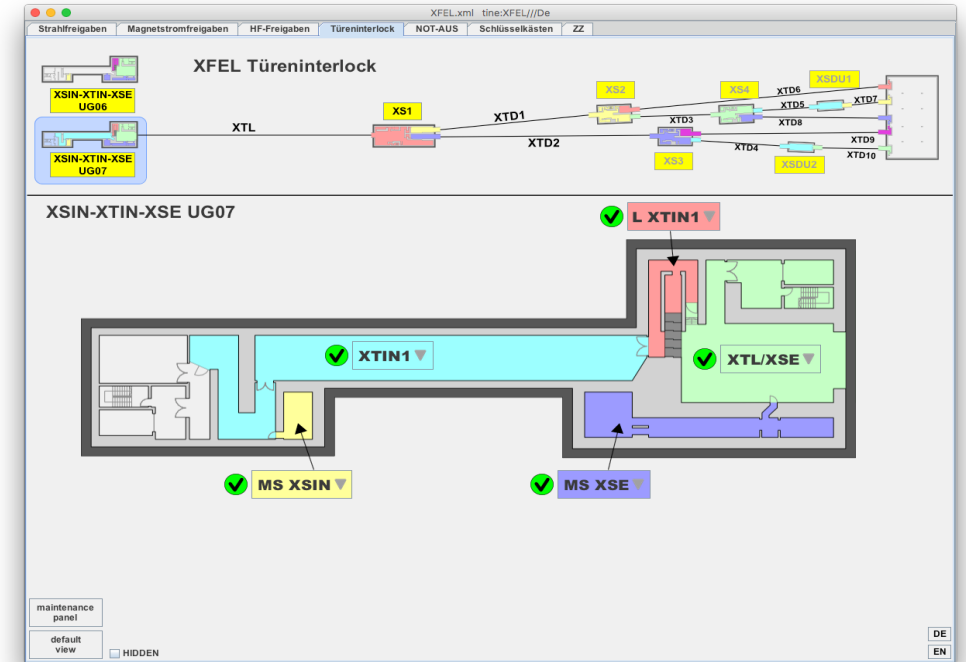 XFEL.xml tine:XFEL///De
Strahlfreigaben Magnetstromfreigaben HF-Freigaben Türeninterlock NOT-AUS Schlüsselkästen ZZ
XFEL Türeninterlock
XSIN-XTIN-XSE
UG06
XSIN-XTIN-XSE
UG07
XTL
XS1
XTD1
XTD2
XS2
XTD3
XS3
XS4
XTD6
XSDU1
XTD5
XTD7
XTD8
XTD4
XSDU2
XTD9
XTD10
XSIN-XTIN-XSE UG07
L XTIN1
XTIN1
XTL/XSE
MS XSIN
MS XSE
maintenance
panel
default
view
HIDDEN
DE
EN